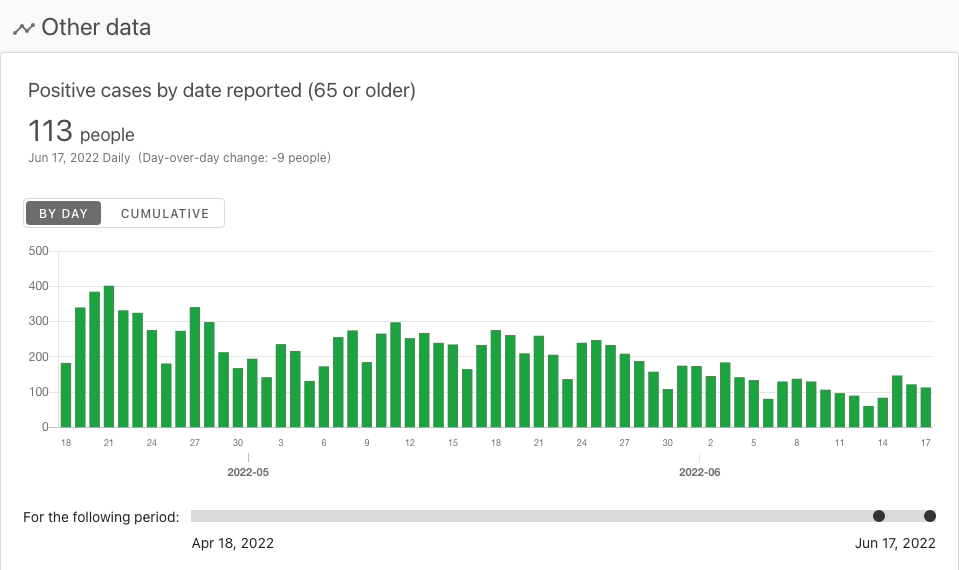 Other data
Positive cases by date reported (65 or older)
113 people
Jun 17, 2022 Daily (Day-over-day change: -9 people)
BY DAY CUMULATIVE
500
400
300
200
100
0
18 21 24 27 30 3 6 9 12 15 18 21 24 27 30 2 5 8 11 14 17
2022-05 2022-06
For the following period:
Apr 18, 2022 Jun 17, 2022